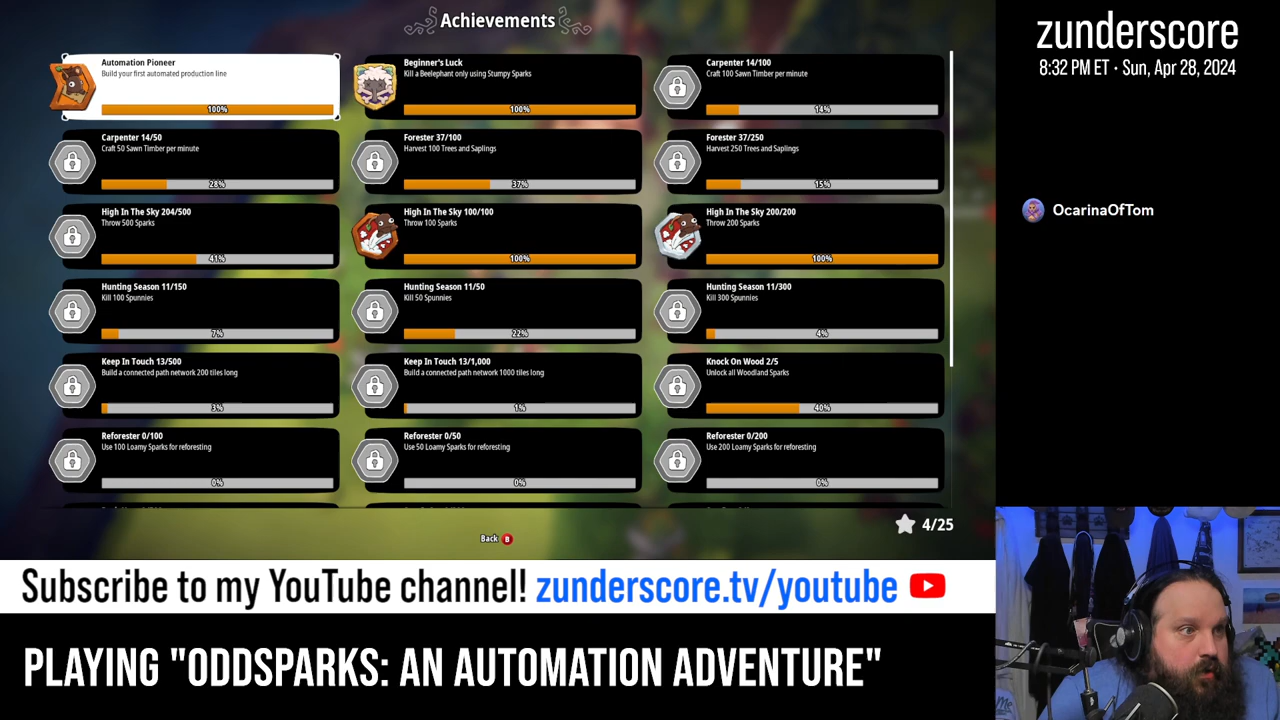 Achievements
zunderscore
8:32 PM ET · Sun, Apr 28, 2024
Automation Pioneer
Build your first automated production line
100%
Beginner's Luck
Kill a Beelephant only using Stumpy Sparks
100%
Carpenter 14/100
Craft 100 Sawn Timber per minute
14%
Carpenter 14/50
Craft 50 Sawn Timber per minute
28%
Forester 37/100
Harvest 100 Trees and Saplings
37%
Forester 37/250
Harvest 250 Trees and Saplings
15%
High In The Sky 204/500
Throw 500 Sparks
41%
High In The Sky 100/100
Throw 100 Sparks
100%
High In The Sky 200/200
Throw 200 Sparks
100%
OcarinaOfTom
Hunting Season 11/150
Kill 100 Spunnies
7%
Hunting Season 11/50
Kill 50 Spunnies
22%
Hunting Season 11/300
Kill 300 Spunnies
4%
Keep In Touch 13/500
Build a connected path network 200 tiles long
3%
Keep In Touch 13/1,000
Build a connected path network 1000 tiles long
1%
Knock On Wood 2/5
Unlock all Woodland Sparks
40%
Reforester 0/100
Use 100 Loamy Sparks for reforesting
0%
Reforester 0/50
Use 50 Loamy Sparks for reforesting
0%
Reforester 0/200
Use 200 Loamy Sparks for reforesting
0%
4/25
Back B
Subscribe to my YouTube channel! zunderscore.tv/youtube
PLAYING "ODDSPARKS: AN AUTOMATION ADVENTURE"